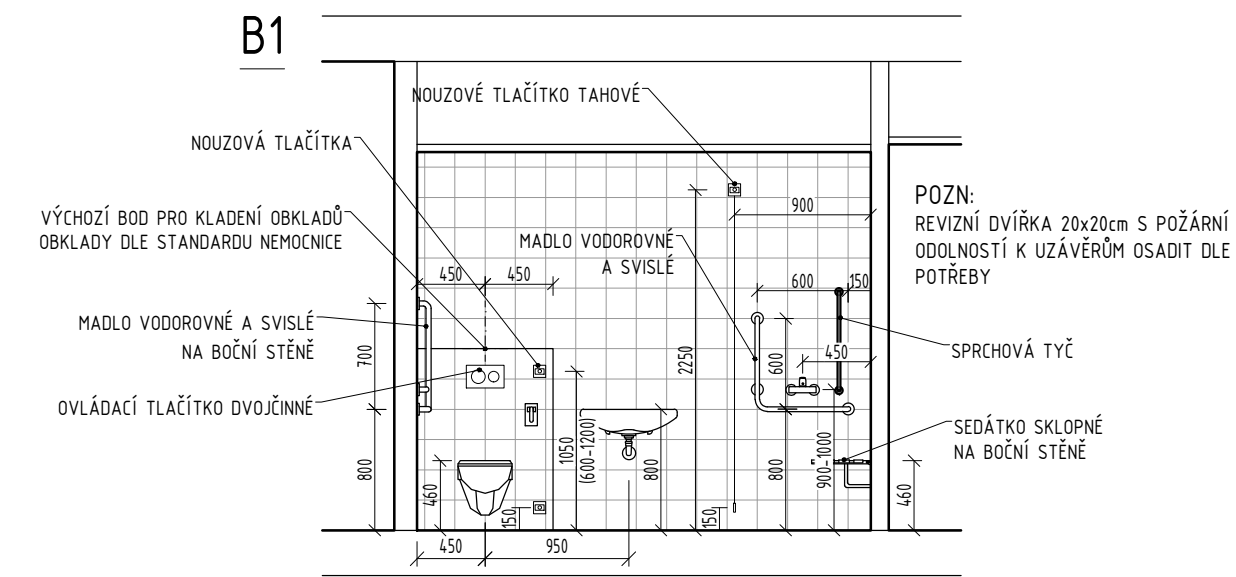 B1
NOUZOVÉ TLAČÍTKO TAHOVÉ
NOUZOVÁ TLAČÍTKA
VÝCHOZÍ BOD PRO KLADENÍ OBKLADŮ
OBKLADY DLE STANDARDU NEMOCNICE
MADLO VODOROVNÉ
A SVISLÉ
POZN:
REVIZNÍ DVÍŘKA 20x20cm S POŽÁRNÍ
ODOLNOSTÍ K UZÁVĚRŮM OSADIT DLE
POTŘEBY
MADLO VODOROVNÉ A SVISLÉ
NA BOČNÍ STĚNĚ
OVLÁDACÍ TLAČÍTKO DVOJČINNÉ
SPRCHOVÁ TYČ
SEDÁTKO SKLOPNÉ
NA BOČNÍ STĚNĚ
900
450
450
600
150
700
2250
600
450
800
460
150
1050
(600-1200)
800
150
800
900-1000
460
450
950